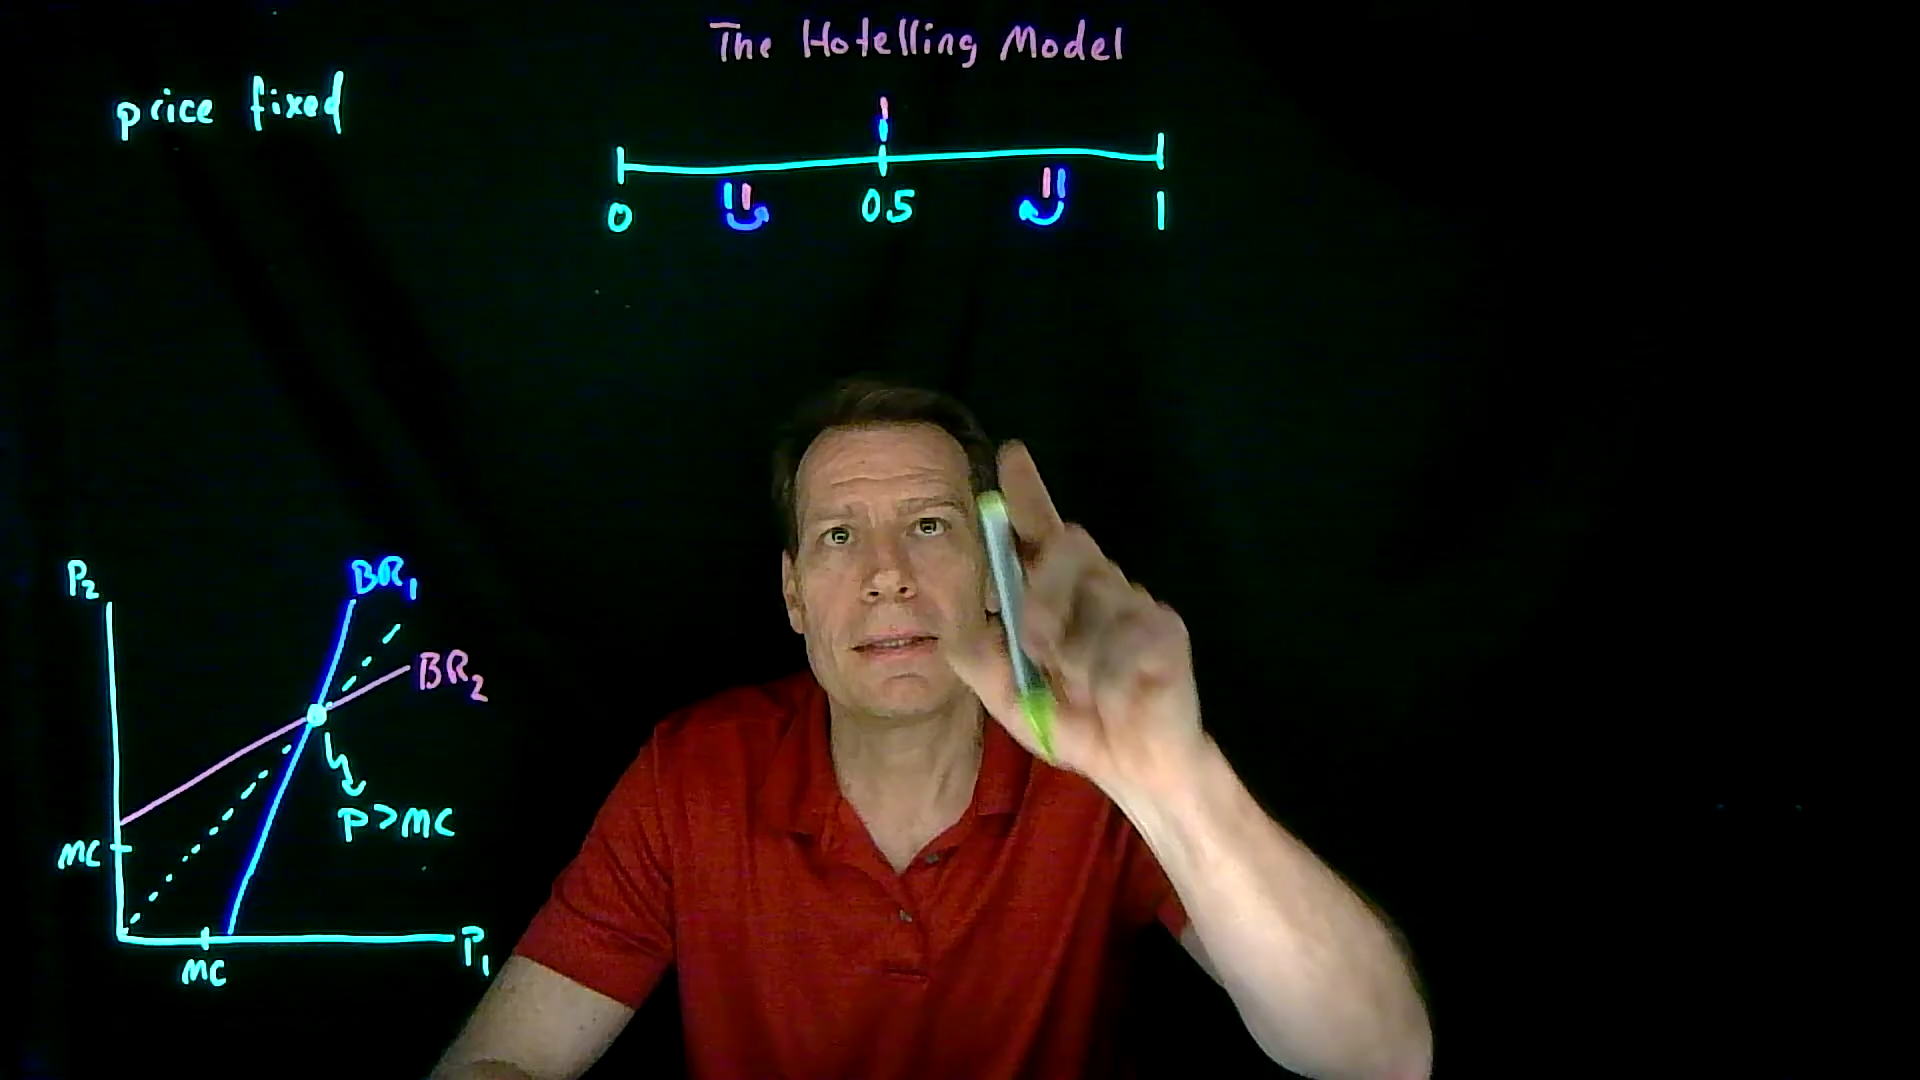 The Hotelling Model
price fixed
0 0.5 1
P2
BR1
BR2
P>MC
MC
P1
MC